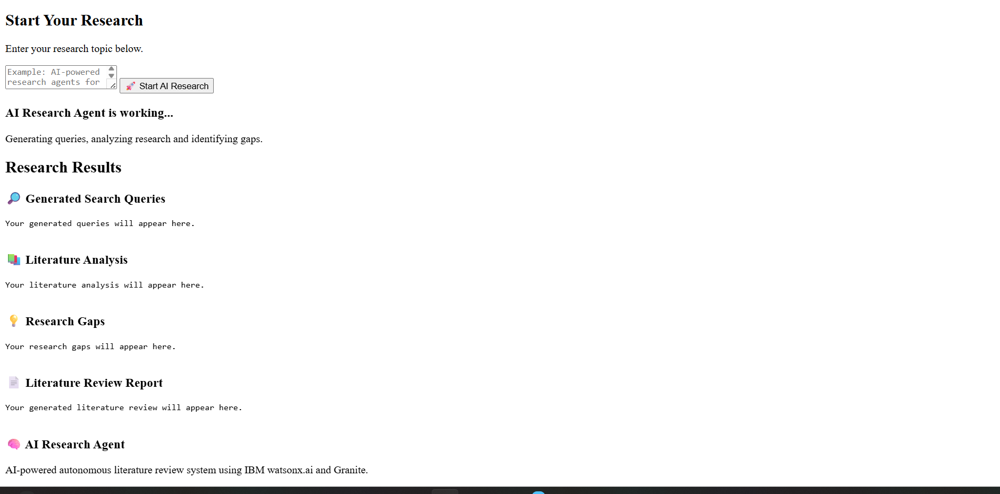 Start Your Research
Enter your research topic below.
Example: AI-powered
research agents for
🚀 Start AI Research
AI Research Agent is working...
Generating queries, analyzing research and identifying gaps.
Research Results
🔎 Generated Search Queries
Your generated queries will appear here.
📚 Literature Analysis
Your literature analysis will appear here.
💡 Research Gaps
Your research gaps will appear here.
📄 Literature Review Report
Your generated literature review will appear here.
🧠 AI Research Agent
AI-powered autonomous literature review system using IBM watsonx.ai and Granite.